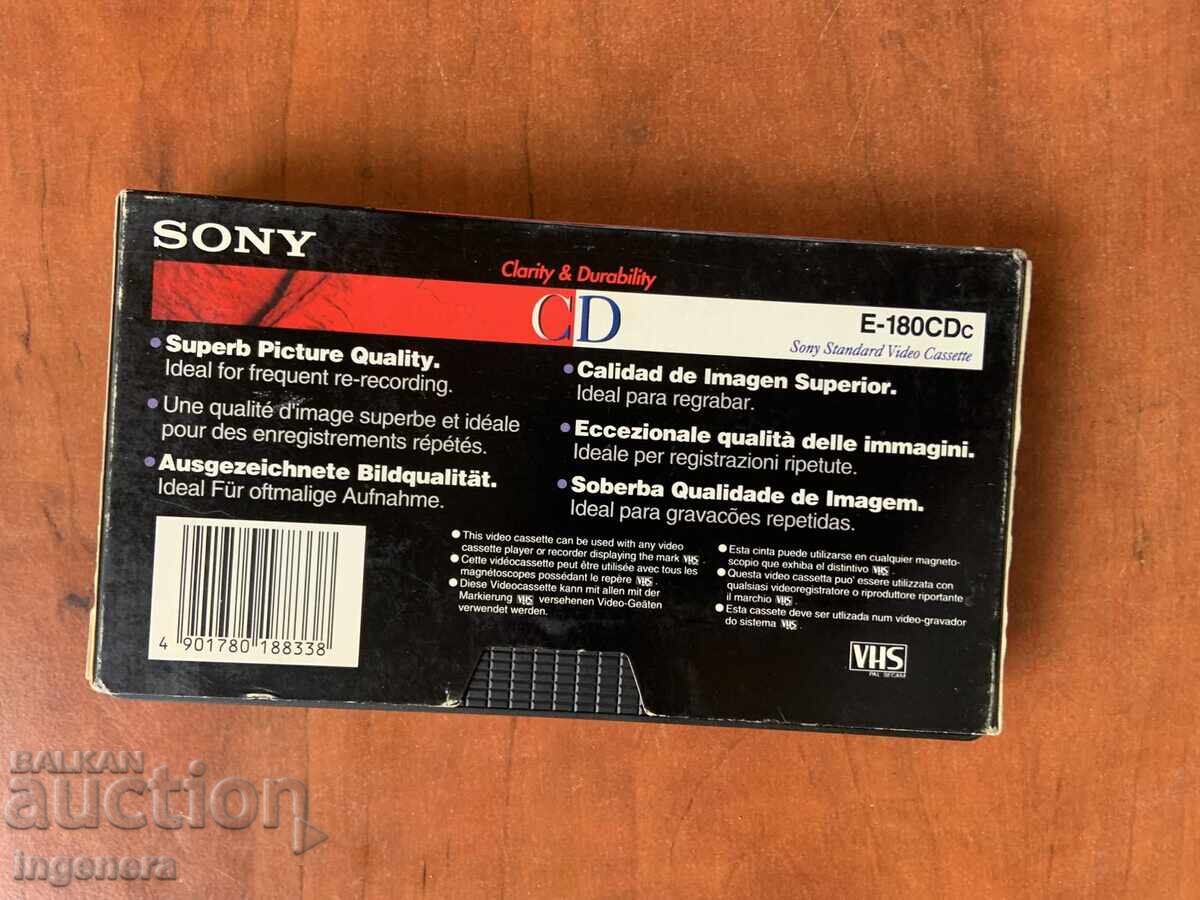 SONY
Clarity & Durability
CD
E-180CDc
Sony Standard Video Cassette
• Superb Picture Quality.
Ideal for frequent re-recording.
• Une qualité d'image superbe et idéale
pour des enregistrements répétés.
• Ausgezeichnete Bildqualität.
Ideal Für oftmalige Aufnahme.
• Calidad de Imagen Superior.
Ideal para regrabar.
• Eccezionale qualità delle immagini.
Ideale per registrazioni ripetute.
• Soberba Qualidade de Imagem.
Ideal para gravacões repetidas.
4 901780 188338
● This video cassette can be used with any video
cassette player or recorder displaying the mark VHS.
● Cette vidéocassette peut être utilisée avec tous les
magnétoscopes possédant le repère VHS.
● Diese Videocassette kann mit allen mit der
Markierung VHS versehenen Video-Geäten
verwendet werden.
● Esta cinta puede utilizarse en cualquier magneto-
scopio que exhiba el distintivo VHS.
● Questa video cassetta puo' essere utilizzata con
qualsiasi videoregistratore o riproduttore riportante
il marchio VHS.
● Esta cassete deve ser utlizada num video-gravador
do sistema VHS.
VHS
PAL SECAM
BALKAN
auction
ingenera